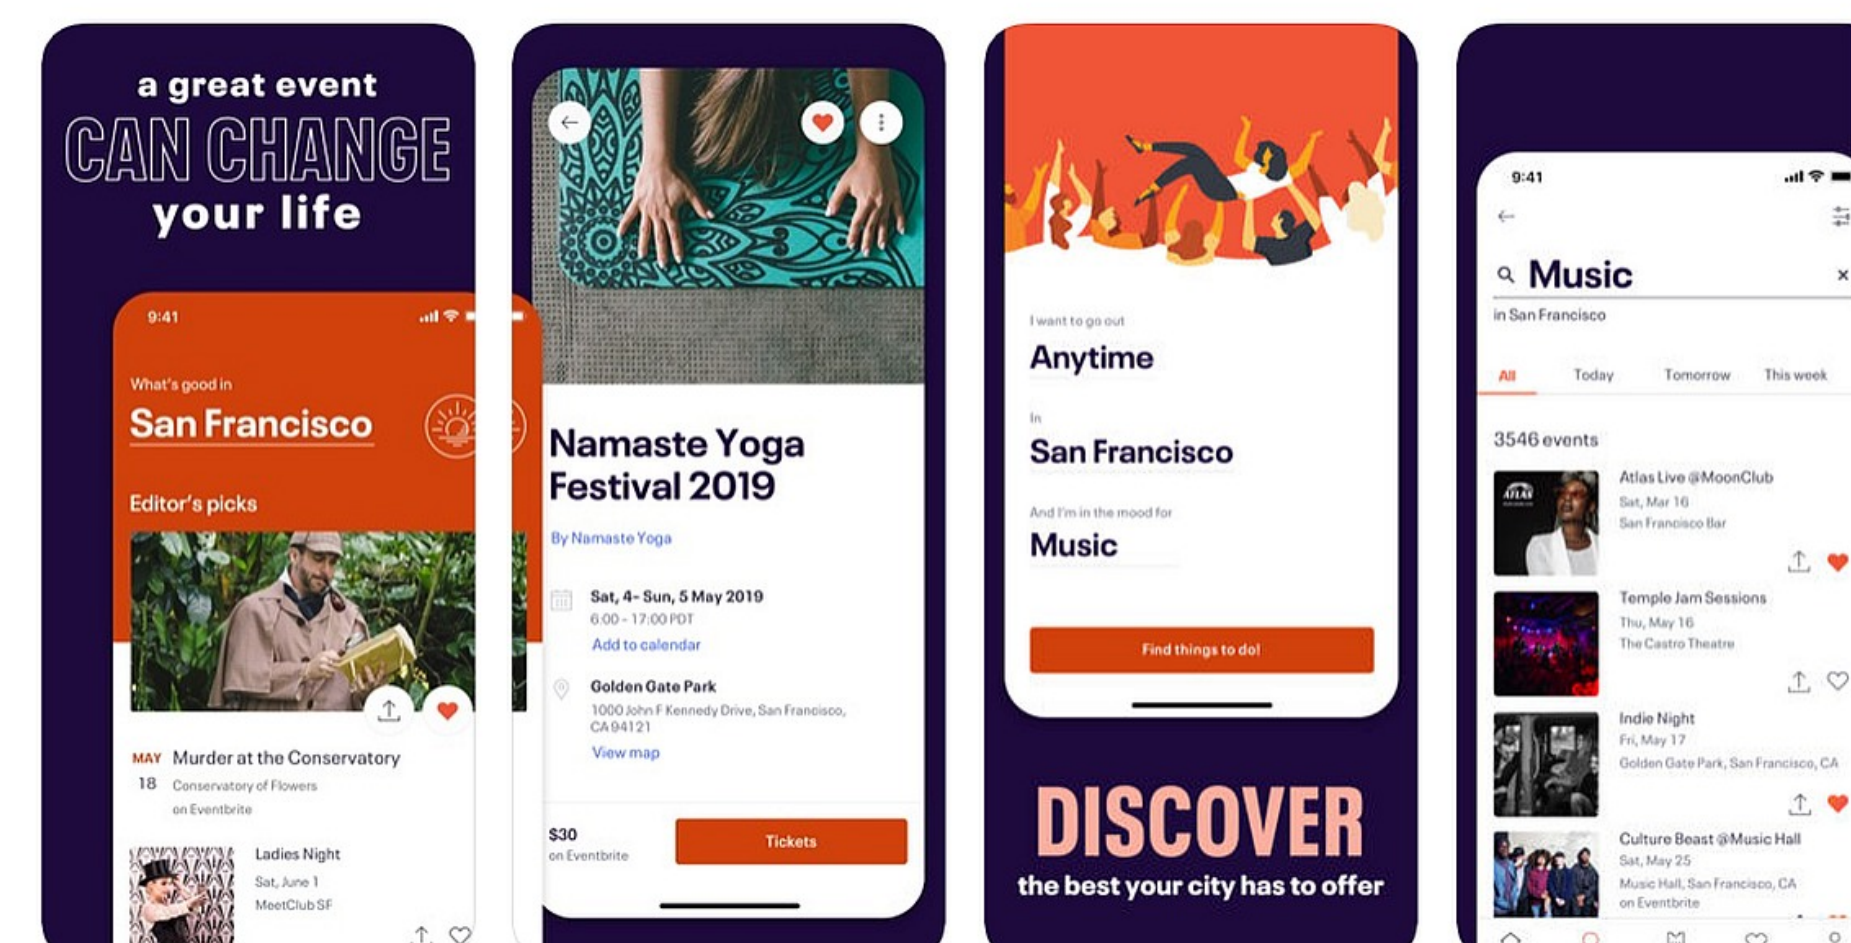 a great event
CAN CHANGE
your life
9:41
What's good in
San Francisco
Editor's picks
MAY
18
Murder at the Conservatory
Conservatory of Flowers
on Eventbrite
Ladies Night
Sat, June 1
MeetClub SF
Namaste Yoga
Festival 2019
By Namaste Yoga
Sat, 4- Sun, 5 May 2019
6:00 - 17:00 PDT
Add to calendar
Golden Gate Park
1000 John F Kennedy Drive, San Francisco,
CA 94121
View map
$30
on Eventbrite
Tickets
I want to go out
Anytime
In
San Francisco
And I'm in the mood for
Music
Find things to do!
DISCOVER
the best your city has to offer
9:41
Music
in San Francisco
All Today Tomorrow This week
3546 events
ATLAS
Atlas Live @MoonClub
Sat, Mar 16
San Francisco Bar
Temple Jam Sessions
Thu, May 16
The Castro Theatre
Indie Night
Fri, May 17
Golden Gate Park, San Francisco, CA
Culture Beast @Music Hall
Sat, May 25
Music Hall, San Francisco, CA
on Eventbrite